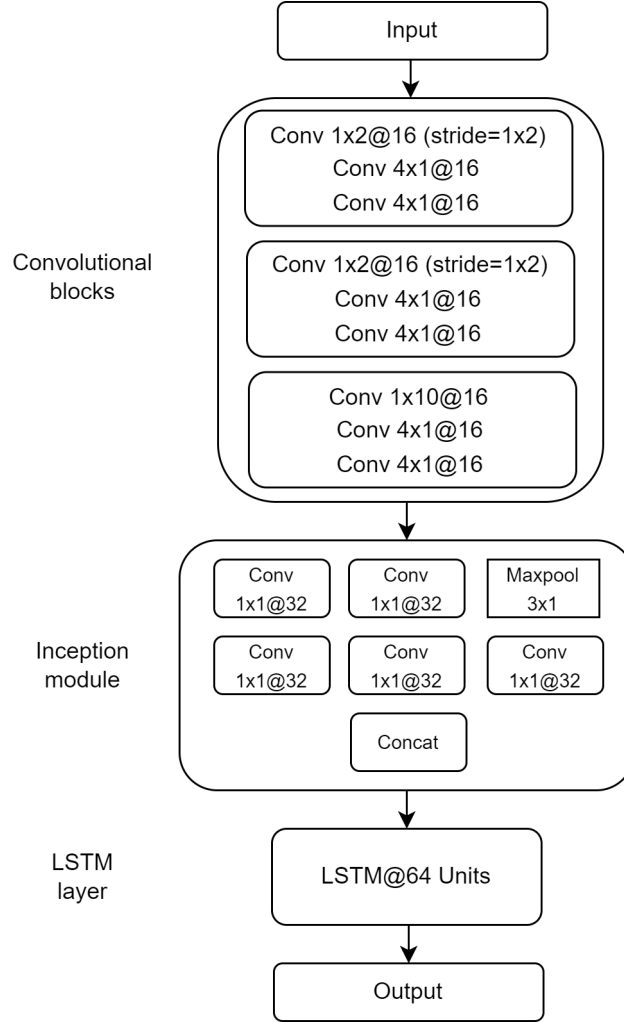 Input
Conv 1x2@16 (stride=1x2)
Conv 4x1@16
Conv 4x1@16
Convolutional
blocks
Conv 1x2@16 (stride=1x2)
Conv 4x1@16
Conv 4x1@16
Conv 1x10@16
Conv 4x1@16
Conv 4x1@16
Inception
module
Conv
1x1@32
Conv
1x1@32
Maxpool
3x1
Conv
1x1@32
Conv
1x1@32
Conv
1x1@32
Concat
LSTM
layer
LSTM@64 Units
Output